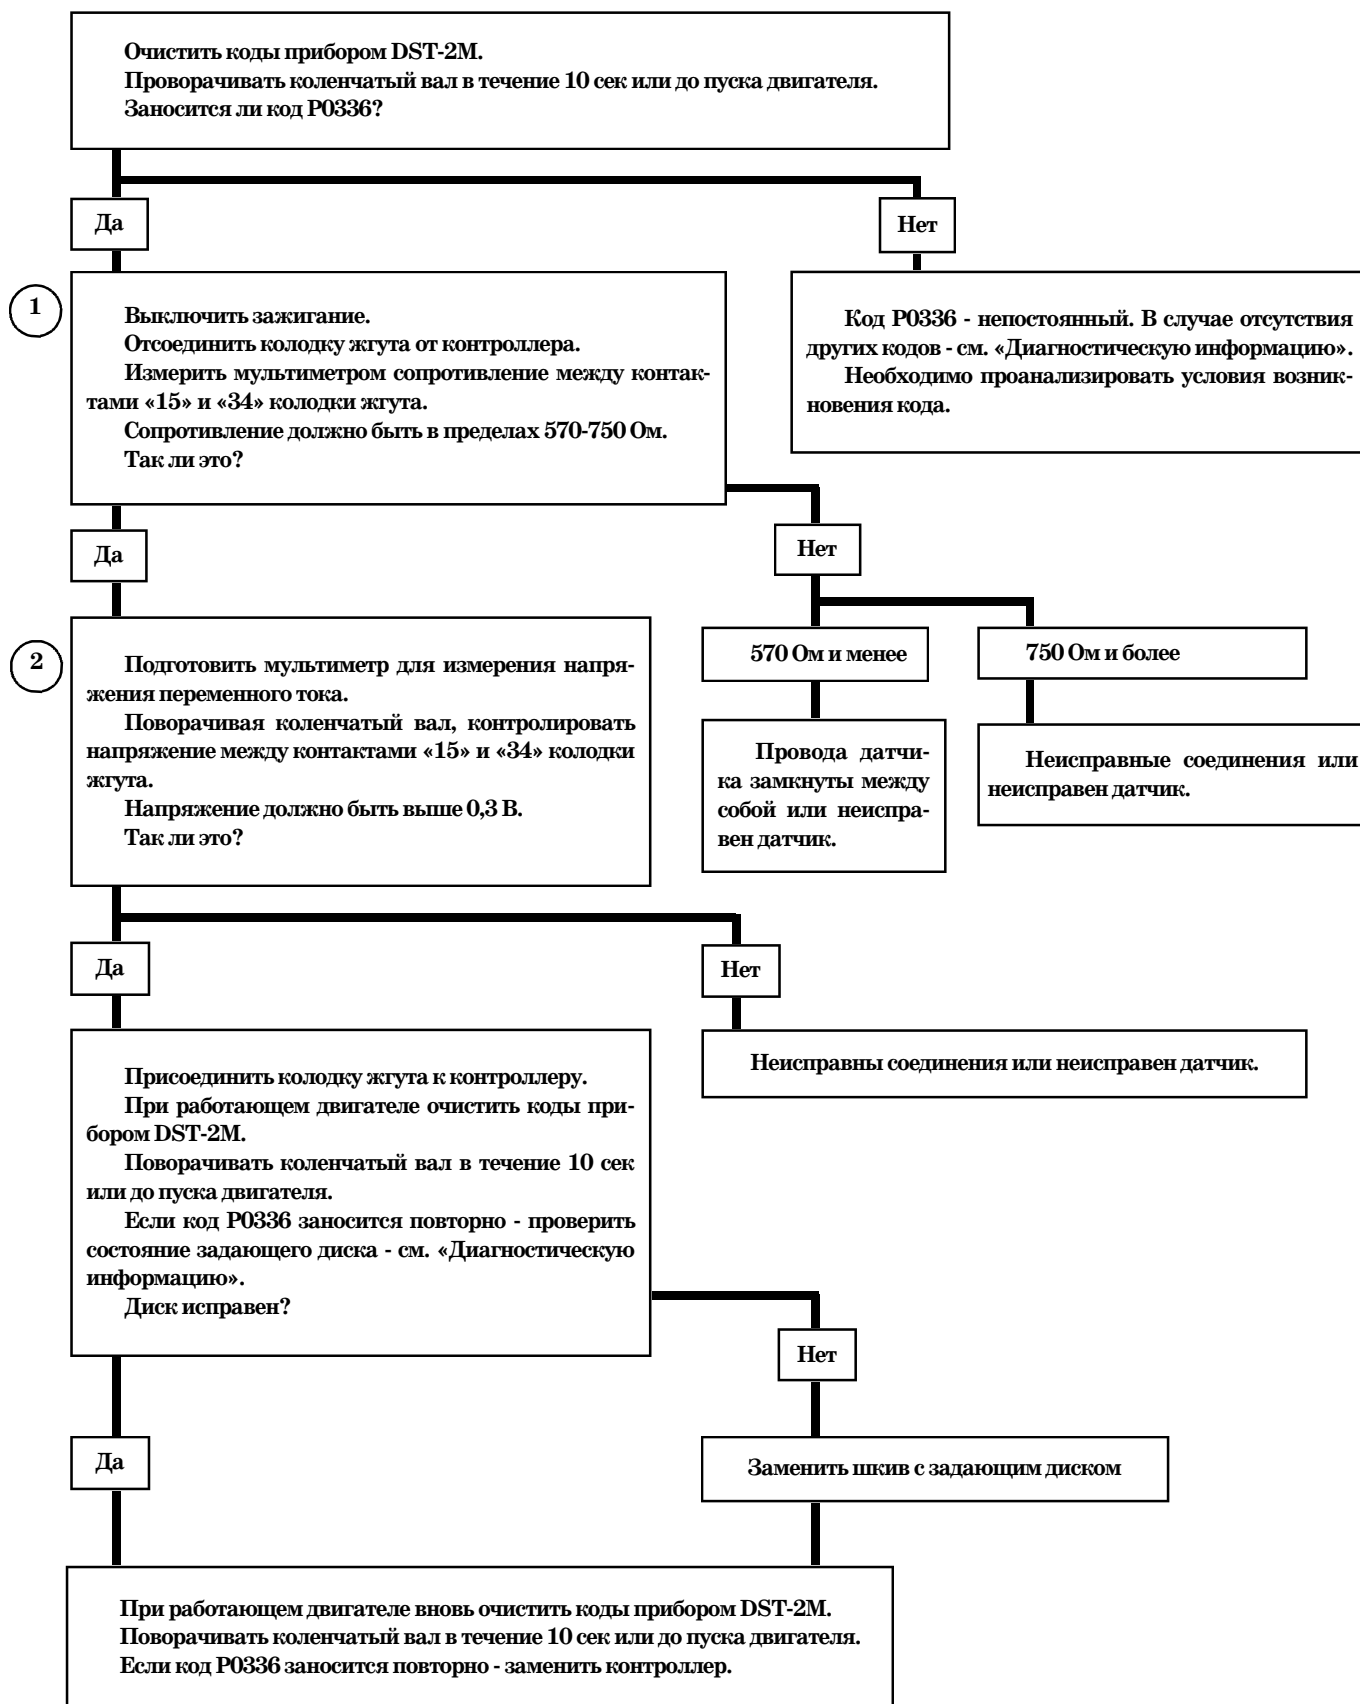 Очистить коды прибором DST-2M.
Проворачивать коленчатый вал в течение 10 сек или до пуска двигателя.
Заносится ли код P0336?
Да
Нет
1
Выключить зажигание.
Отсоединить колодку жгута от контроллера.
Измерить мультиметром сопротивление между контак-
тами «15» и «34» колодки жгута.
Сопротивление должно быть в пределах 570-750 Ом.
Так ли это?
Код P0336 - непостоянный. В случае отсутствия
других кодов - см. «Диагностическую информацию».
Необходимо проанализировать условия возник-
новения кода.
Да
Нет
2
Подготовить мультиметр для измерения напря-
жения переменного тока.
Поворачивая коленчатый вал, контролировать
напряжение между контактами «15» и «34» колодки
жгута.
Напряжение должно быть выше 0,3 В.
Так ли это?
570 Ом и менее
750 Ом и более
Провода датчи-
ка замкнуты между
собой или неиспра-
вен датчик.
Неисправные соединения или
неисправен датчик.
Да
Нет
Присоединить колодку жгута к контроллеру.
При работающем двигателе очистить коды при-
бором DST-2M.
Поворачивать коленчатый вал в течение 10 сек
или до пуска двигателя.
Если код P0336 заносится повторно - проверить
состояние задающего диска - см. «Диагностическую
информацию».
Диск исправен?
Неисправны соединения или неисправен датчик.
Нет
Да
Заменить шкив с задающим диском
При работающем двигателе вновь очистить коды прибором DST-2M.
Поворачивать коленчатый вал в течение 10 сек или до пуска двигателя.
Если код P0336 заносится повторно - заменить контроллер.